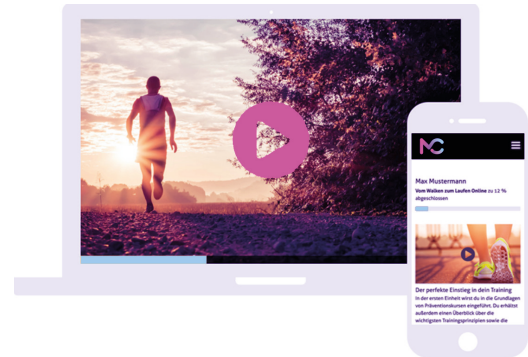 MC
Max Mustermann
Vom Walken zum Laufen Online zu 12 %
abgeschlossen
Der perfekte Einstieg in dein Training
In der ersten Einheit wirst du in die Grundlagen
von Präventionskursen eingeführt. Du erhältst
außerdem einen Überblick über die
wichtigsten Trainingsprinzipien sowie die